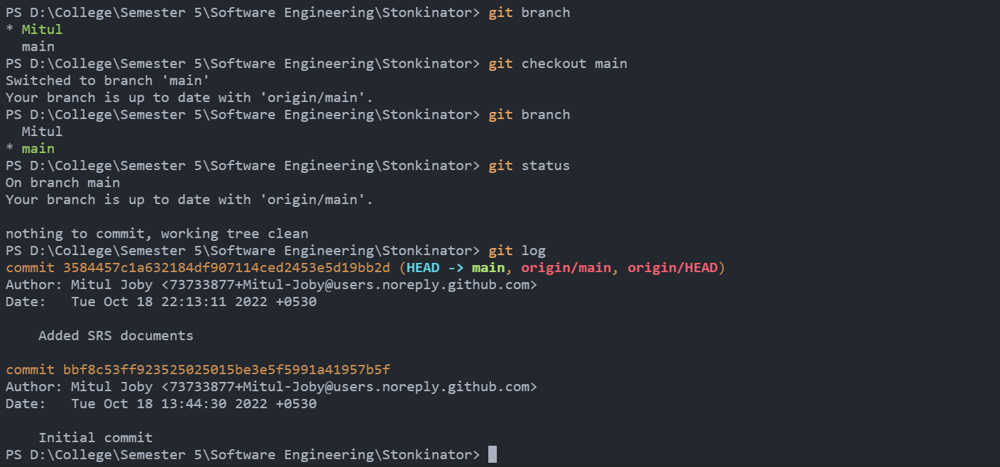 PS D:\College\Semester 5\Software Engineering\Stonkinator> git branch
* Mitul
  main
PS D:\College\Semester 5\Software Engineering\Stonkinator> git checkout main
Switched to branch 'main'
Your branch is up to date with 'origin/main'.
PS D:\College\Semester 5\Software Engineering\Stonkinator> git branch
  Mitul
* main
PS D:\College\Semester 5\Software Engineering\Stonkinator> git status
On branch main
Your branch is up to date with 'origin/main'.

nothing to commit, working tree clean
PS D:\College\Semester 5\Software Engineering\Stonkinator> git log
commit 3584457c1a632184df907114ced2453e5d19bb2d (HEAD -> main, origin/main, origin/HEAD)
Author: Mitul Joby <73733877+Mitul-Joby@users.noreply.github.com>
Date:   Tue Oct 18 22:13:11 2022 +0530

    Added SRS documents

commit bbf8c53ff923525025015be3e5f5991a41957b5f
Author: Mitul Joby <73733877+Mitul-Joby@users.noreply.github.com>
Date:   Tue Oct 18 13:44:30 2022 +0530

    Initial commit
PS D:\College\Semester 5\Software Engineering\Stonkinator>